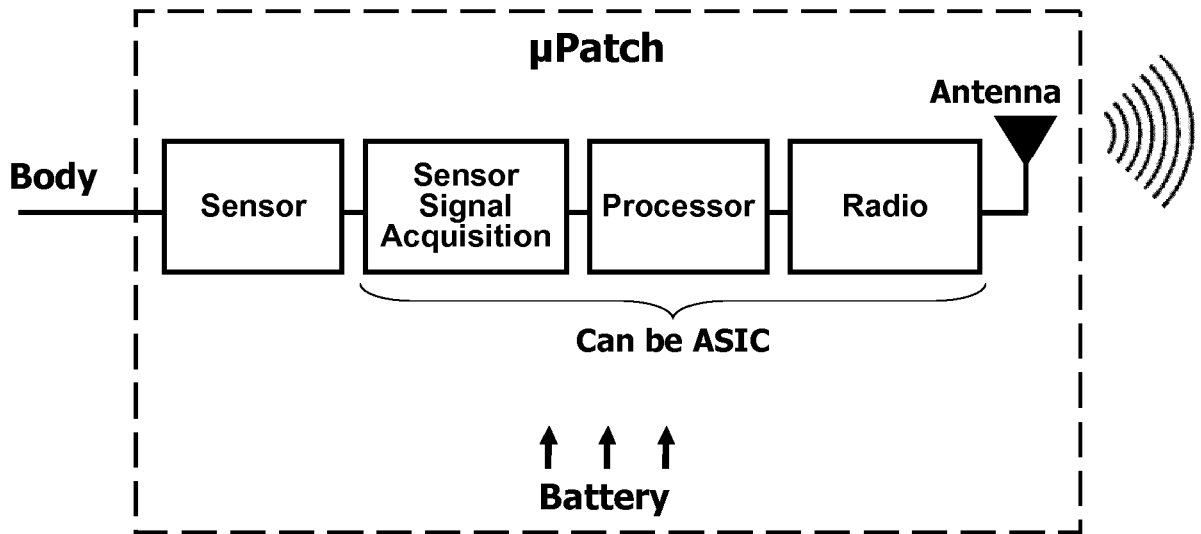 µPatch
Antenna
Body
Sensor
Sensor
Signal
Acquisition
Processor
Radio
Can be ASIC
Battery